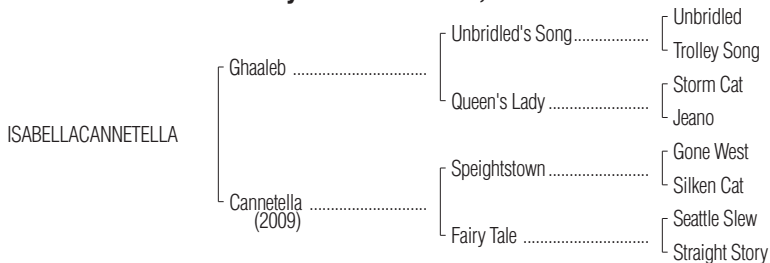 Unbridled
Unbridled's Song..................
Trolley Song
Ghaaleb ................................
Storm Cat
Queen's Lady .....................
Jeano
ISABELLACANNETELLA
Gone West
Speightstown........................
Silken Cat
Cannetella ............................
(2009)
Seattle Slew
Fairy Tale ..............................
Straight Story